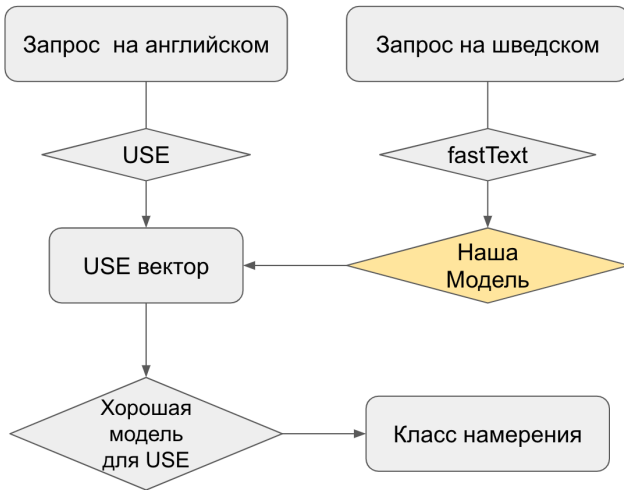 Запрос на английском
Запрос на шведском
USE
fastText
USE вектор
Наша
Модель
Хорошая
модель
для USE
Класс намерения